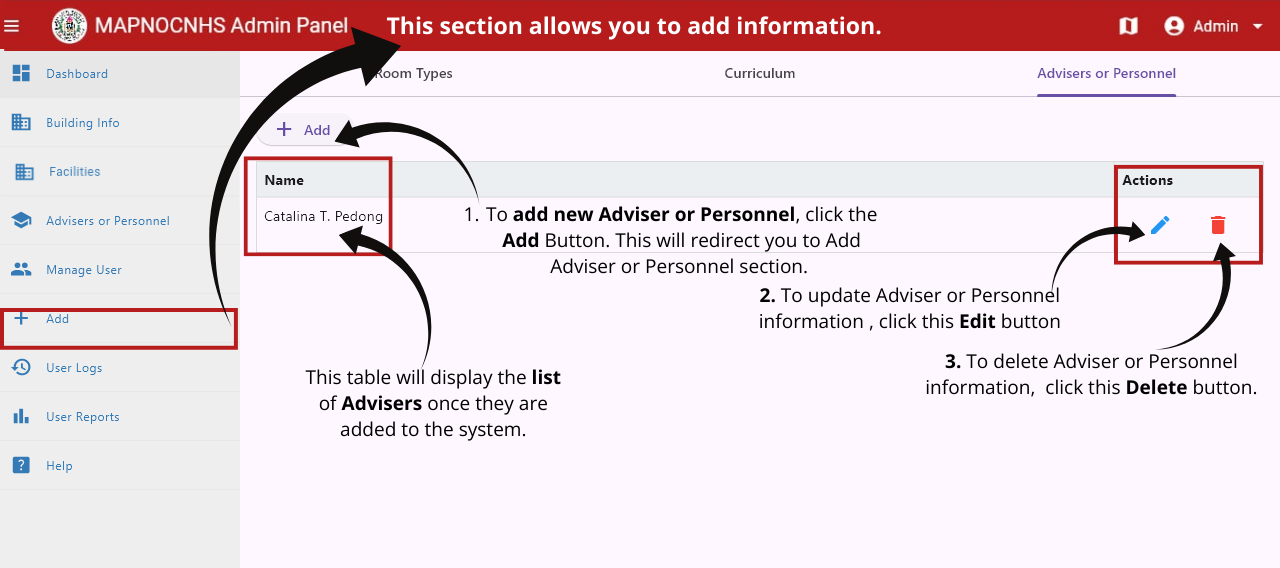 MAPNOCNHS Admin Panel
This section allows you to add information.
Admin
Dashboard
Building Info
Facilities
Advisers or Personnel
Manage User
Add
User Logs
User Reports
Help
Room Types
Curriculum
Advisers or Personnel
+ Add
Name
Actions
Catalina T. Pedong
1. To add new Adviser or Personnel, click the
Add Button. This will redirect you to Add
Adviser or Personnel section.
2. To update Adviser or Personnel
information , click this Edit button
3. To delete Adviser or Personnel
information, click this Delete button.
This table will display the list
of Advisers once they are
added to the system.